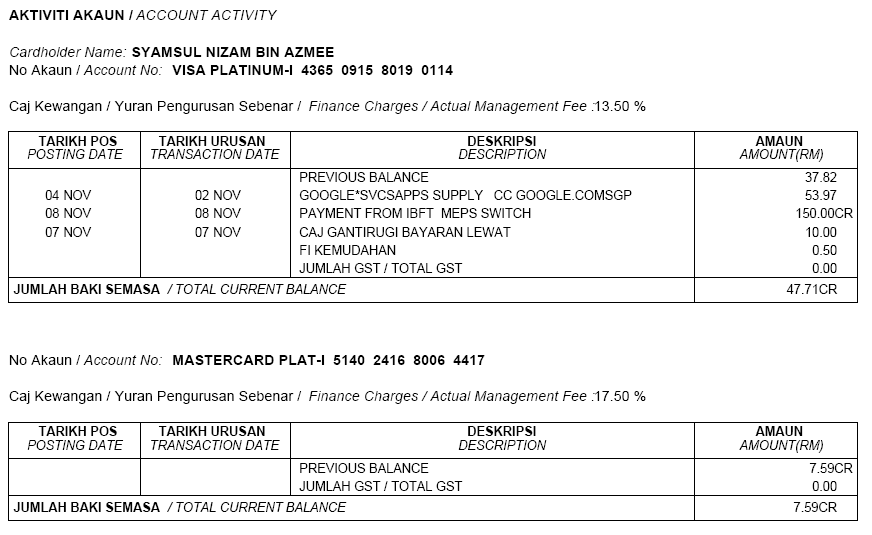 AKTIVITI AKAUN / ACCOUNT ACTIVITY
Cardholder Name: SYAMSUL NIZAM BIN AZMEE
No Akaun / Account No: VISA PLATINUM-I 4365 0915 8019 0114
Caj Kewangan / Yuran Pengurusan Sebenar / Finance Charges / Actual Management Fee :13.50 %
TARIKH POS TARIKH URUSAN DESKRIPSI AMAUN
POSTING DATE TRANSACTION DATE DESCRIPTION AMOUNT(RM)
PREVIOUS BALANCE 37.82
04 NOV 02 NOV GOOGLE*SVCSAPPS SUPPLY CC GOOGLE.COMSGP 53.97
08 NOV 08 NOV PAYMENT FROM IBFT MEPS SWITCH 150.00CR
07 NOV 07 NOV CAJ GANTIRUGI BAYARAN LEWAT 10.00
FI KEMUDAHAN 0.50
JUMLAH GST / TOTAL GST 0.00
JUMLAH BAKI SEMASA / TOTAL CURRENT BALANCE 47.71CR
No Akaun / Account No: MASTERCARD PLAT-I 5140 2416 8006 4417
Caj Kewangan / Yuran Pengurusan Sebenar / Finance Charges / Actual Management Fee :17.50 %
TARIKH POS TARIKH URUSAN DESKRIPSI AMAUN
POSTING DATE TRANSACTION DATE DESCRIPTION AMOUNT(RM)
PREVIOUS BALANCE 7.59CR
JUMLAH GST / TOTAL GST 0.00
JUMLAH BAKI SEMASA / TOTAL CURRENT BALANCE 7.59CR